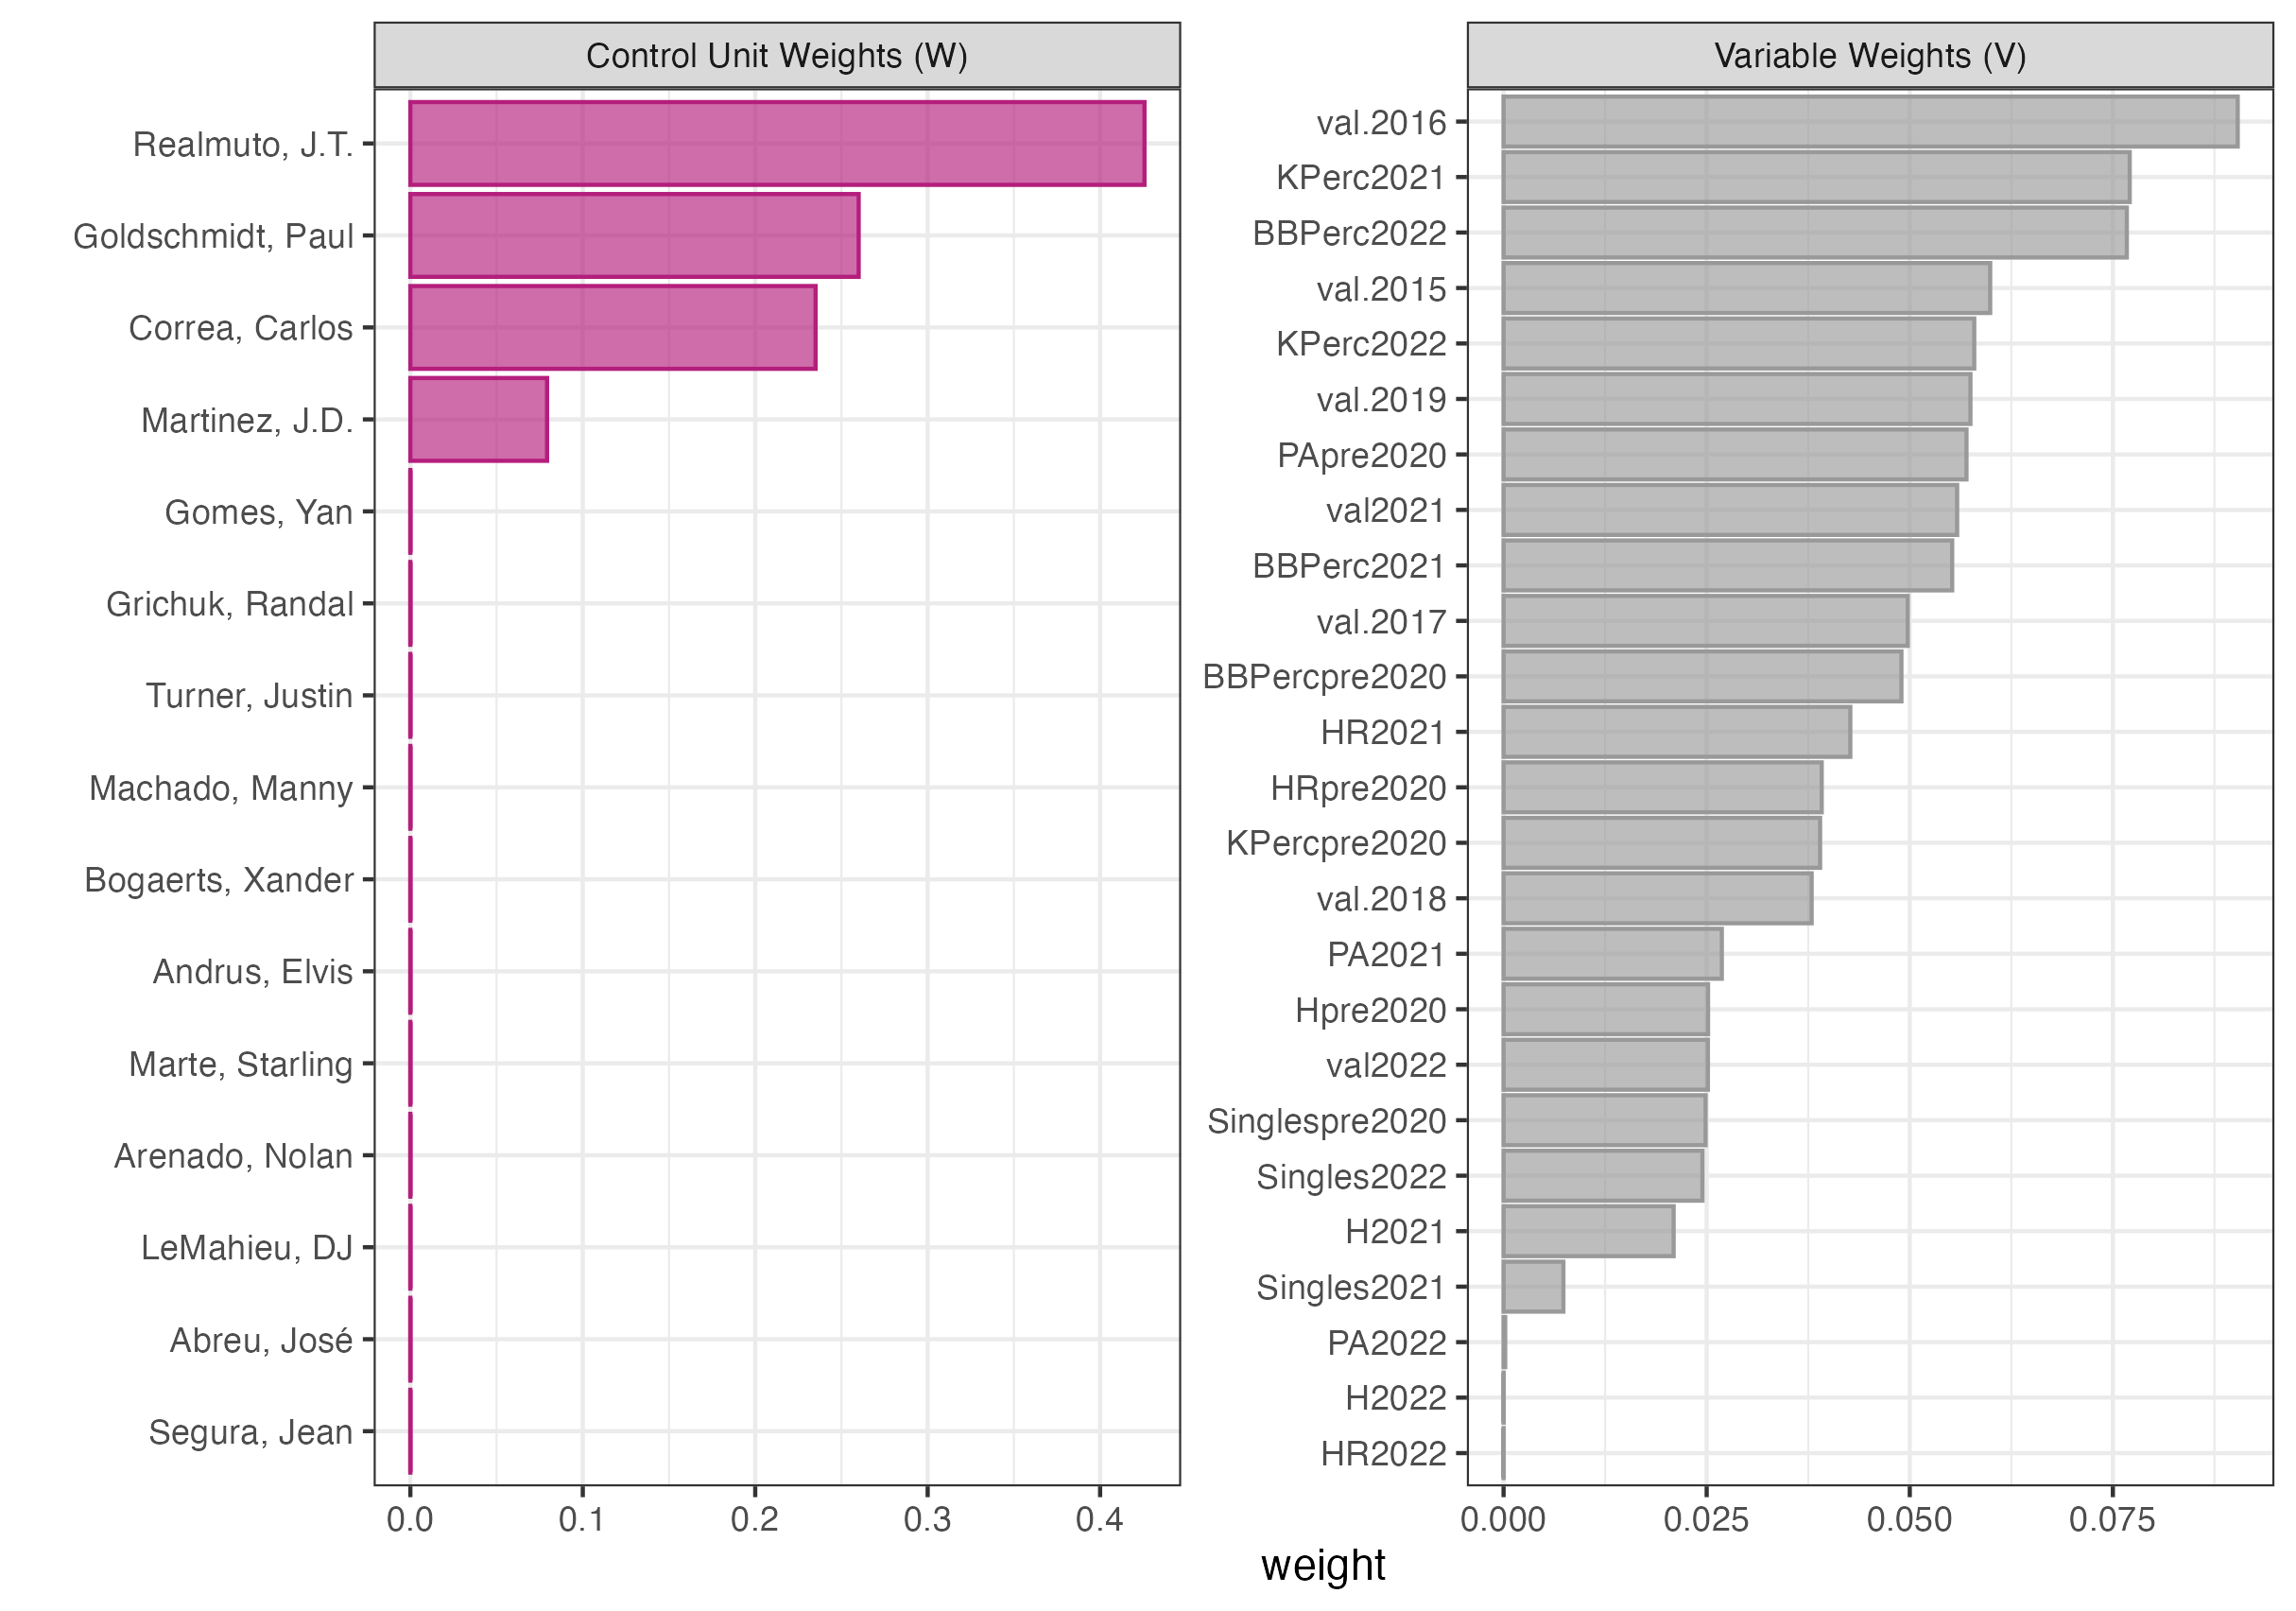 Control Unit Weights (W)
Realmuto, J.T.
Goldschmidt, Paul
Correa, Carlos
Martinez, J.D.
Gomes, Yan
Grichuk, Randal
Turner, Justin
Machado, Manny
Bogaerts, Xander
Andrus, Elvis
Marte, Starling
Arenado, Nolan
LeMahieu, DJ
Abreu, José
Segura, Jean
0.0 0.1 0.2 0.3 0.4
Variable Weights (V)
val.2016
KPerc2021
BBPerc2022
val.2015
KPerc2022
val.2019
PApre2020
val2021
BBPerc2021
val.2017
BBPercpre2020
HR2021
HRpre2020
KPercpre2020
val.2018
PA2021
Hpre2020
val2022
Singlespre2020
Singles2022
H2021
Singles2021
PA2022
H2022
HR2022
0.000 0.025 0.050 0.075
weight